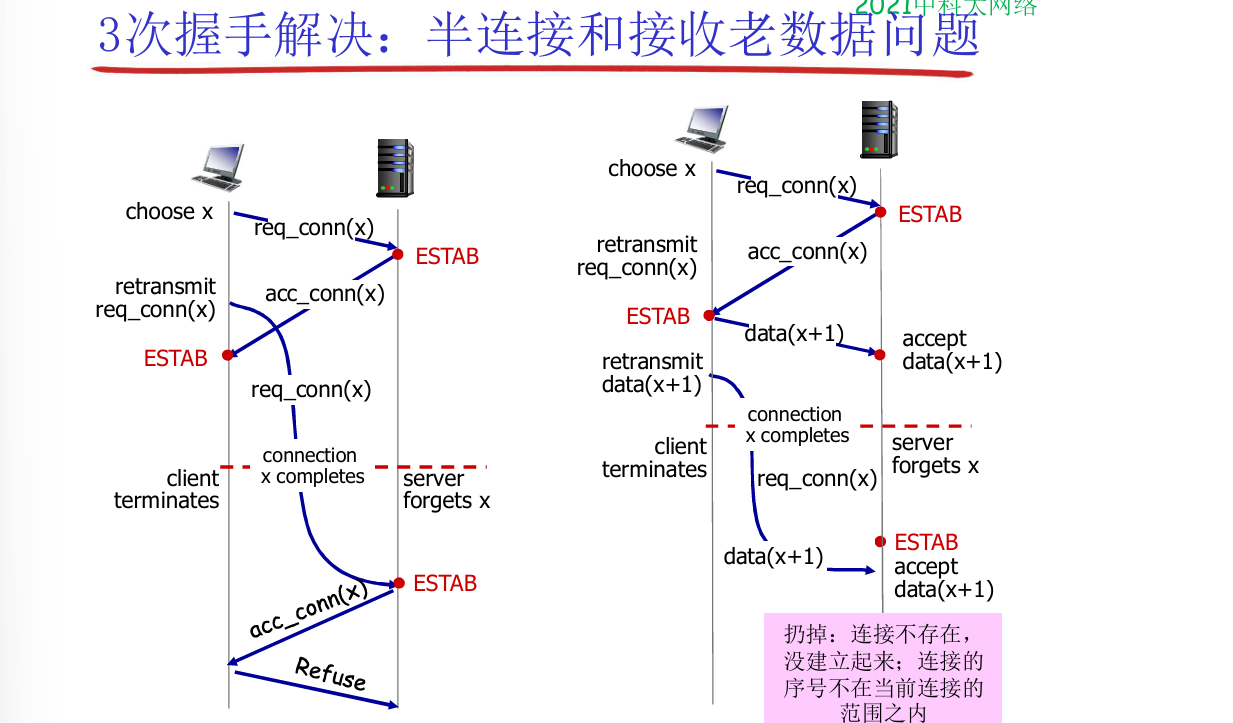 2021中科大网络
3次握手解决：半连接和接收老数据问题
choose x
req_conn(x)
ESTAB
retransmit
req_conn(x)
acc_conn(x)
ESTAB
req_conn(x)
connection
x completes
client
terminates
server
forgets x
ESTAB
acc_conn(x)
Refuse
choose x
req_conn(x)
ESTAB
retransmit
req_conn(x)
acc_conn(x)
ESTAB
data(x+1)
accept
data(x+1)
retransmit
data(x+1)
connection
x completes
client
terminates
server
forgets x
req_conn(x)
ESTAB
data(x+1)
accept
data(x+1)
扔掉：连接不存在，
没建立起来；连接的
序号不在当前连接的
范围之内